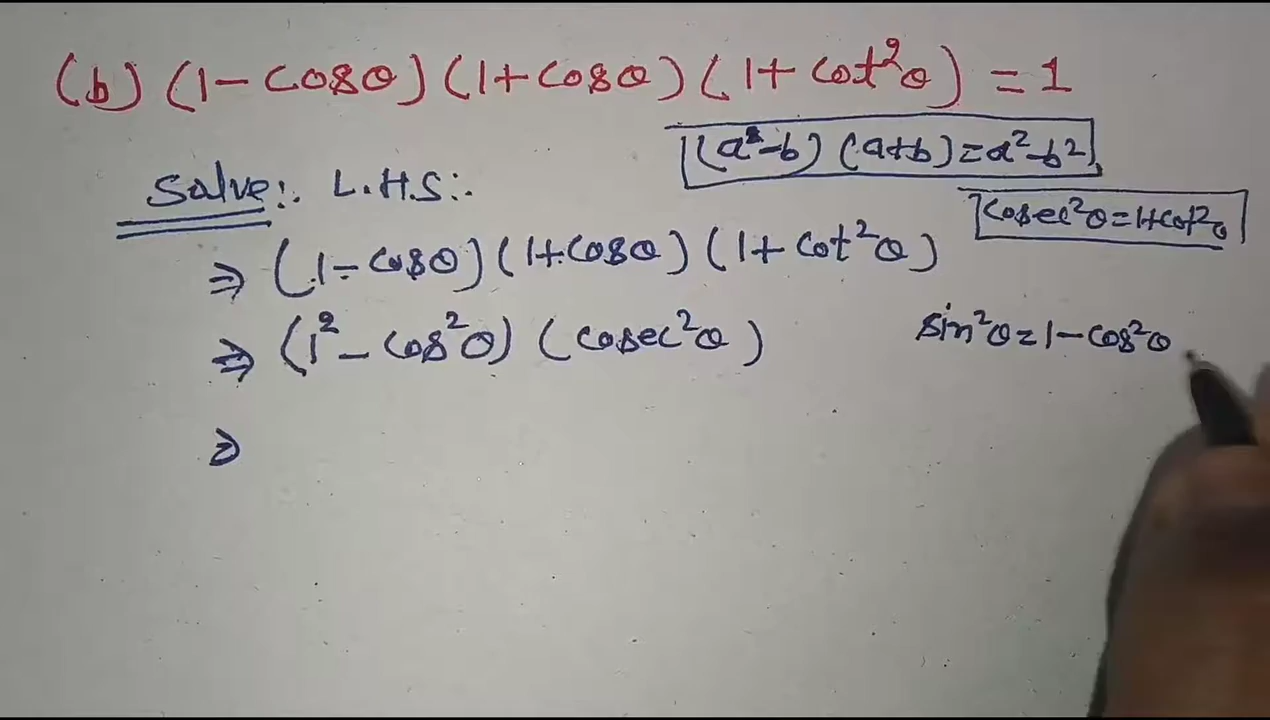 (b) (1 - cosθ) (1 + cosθ) (1 + cot²θ) = 1
(a - b) (a + b) = a² - b²
Solve:. L.H.S:.
cosec²θ = 1 + cot²θ
⇒ (1 - cosθ) (1 + cosθ) (1 + cot²θ)
⇒ (1² - cos²θ) (cosec²θ)
sin²θ = 1 - cos²θ
⇒